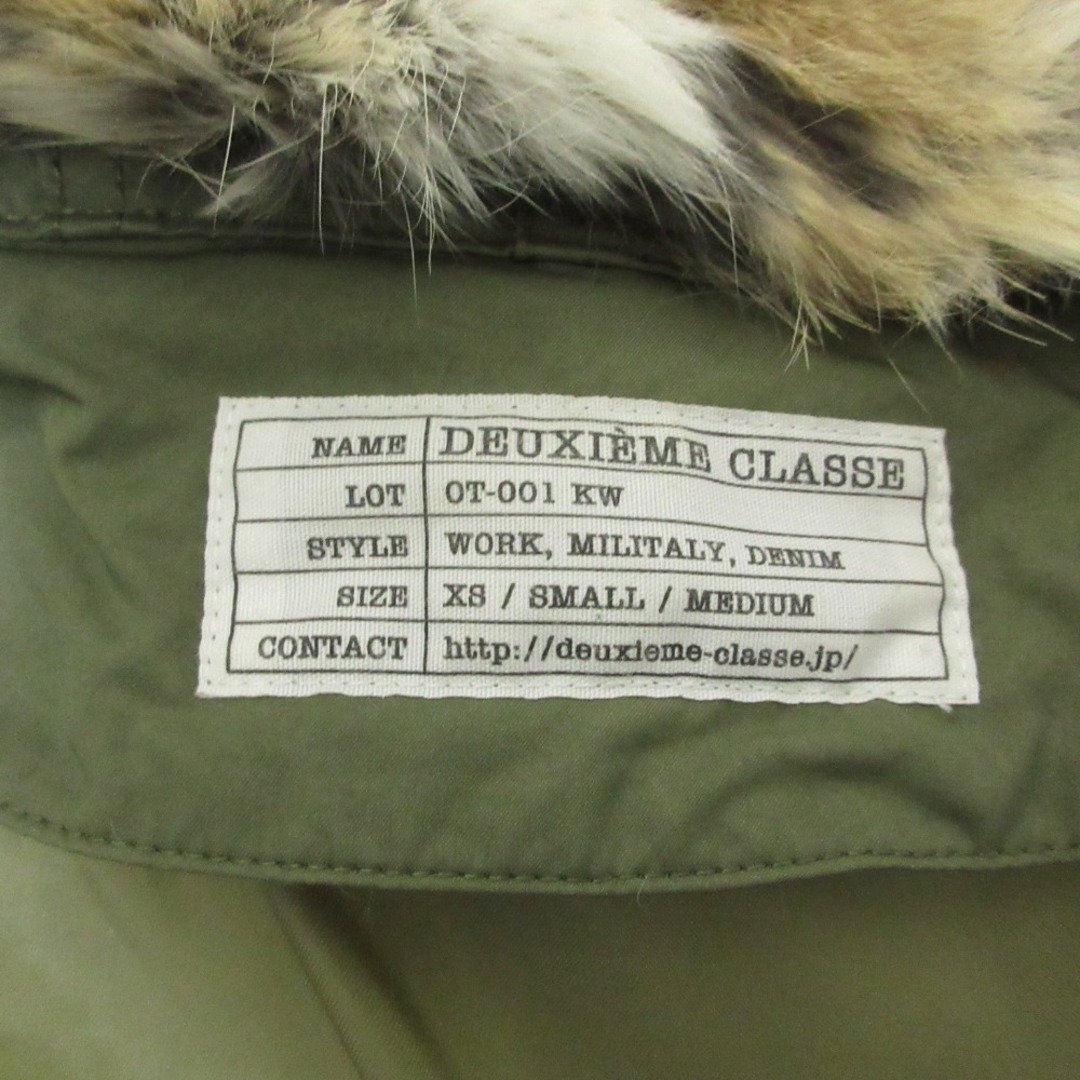 NAME DEUXIÈME CLASSE
LOT OT-001 KW
STYLE WORK, MILITALY, DENIM
SIZE XS / SMALL / MEDIUM
CONTACT http://deuxieme-classe.jp/